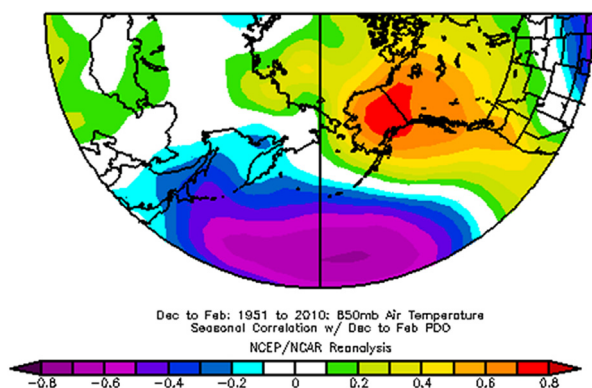 Dec to Feb: 1951 to 2010: 850mb Air Temperature
Seasonal Correlation w/ Dec to Feb PDO
NCEP/NCAR Reanalysis
-0.8 -0.6 -0.4 -0.2 0 0.2 0.4 0.6 0.8